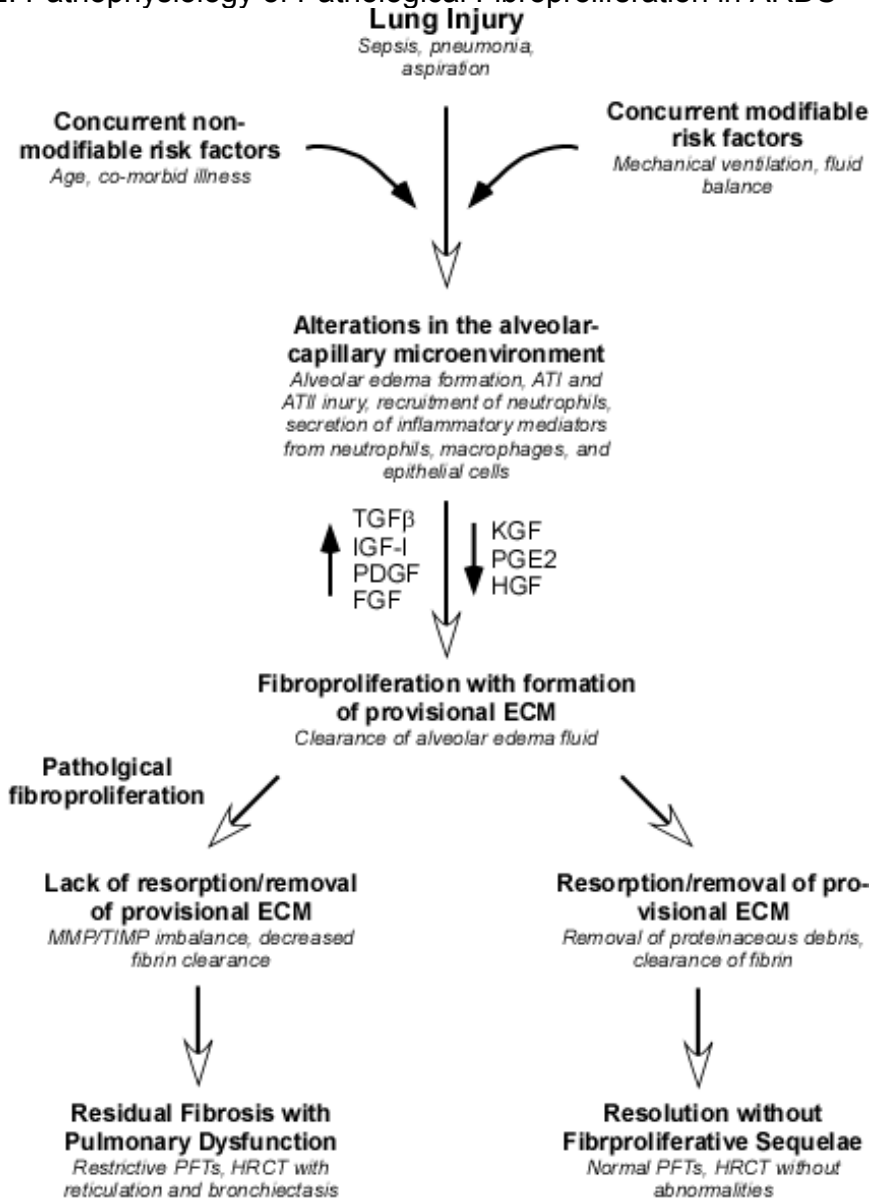 Pathophysiology of Pathological Fibroproliferation in ARDS
Lung Injury
Sepsis, pneumonia,
aspiration
Concurrent non-
modifiable risk factors
Age, co-morbid illness
Concurrent modifiable
risk factors
Mechanical ventilation, fluid
balance
Alterations in the alveolar-
capillary microenvironment
Alveolar edema formation, ATI and
ATII inury, recruitment of neutrophils,
secretion of inflammatory mediators
from neutrophils, macrophages, and
epithelial cells
TGFβ
IGF-I
PDGF
FGF
KGF
PGE2
HGF
Fibroproliferation with formation
of provisional ECM
Clearance of alveolar edema fluid
Patholgical
fibroproliferation
Lack of resorption/removal
of provisional ECM
MMP/TIMP imbalance, decreased
fibrin clearance
Resorption/removal of pro-
visional ECM
Removal of proteinaceous debris,
clearance of fibrin
Residual Fibrosis with
Pulmonary Dysfunction
Restrictive PFTs, HRCT with
reticulation and bronchiectasis
Resolution without
Fibrproliferative Sequelae
Normal PFTs, HRCT without
abnormalities